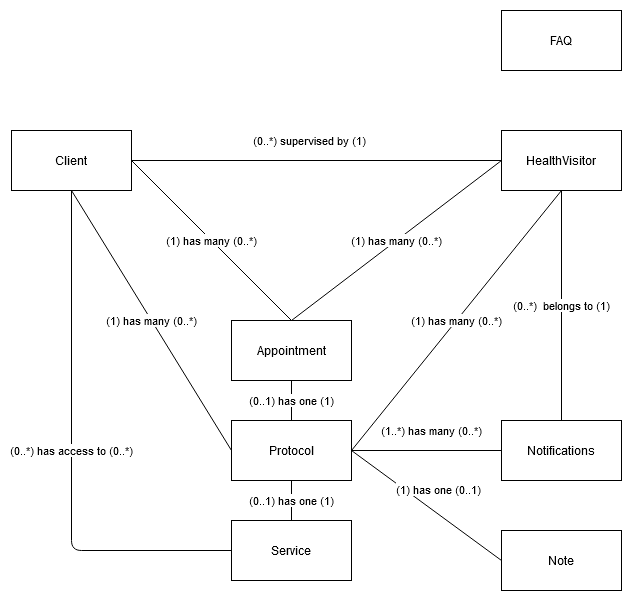 FAQ
(0..*) supervised by (1)
Client
HealthVisitor
(1) has many (0..*)
(1) has many (0..*)
(0..*)  belongs to (1)
(1) has many (0..*)
(1) has many (0..*)
Appointment
(0..1) has one (1)
(1..*) has many (0..*)
(0..*) has access to (0..*)
Protocol
Notifications
(1) has one (0..1)
(0..1) has one (1)
Service
Note